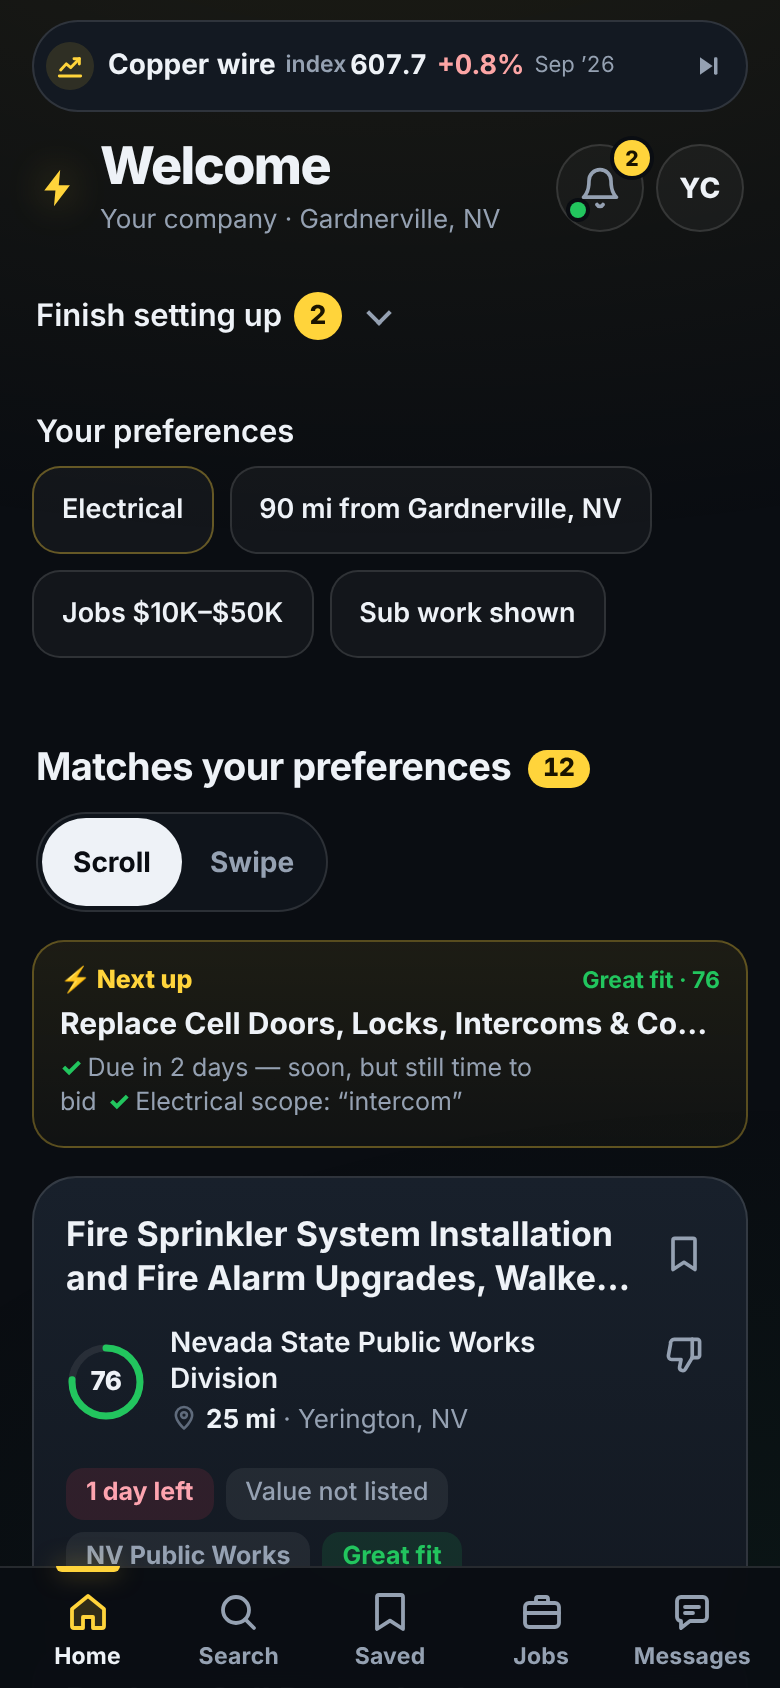 Copper wire index 607.7 +0.8% Sep ’26
Welcome
Your company · Gardnerville, NV
2
YC
Finish setting up 2
Your preferences
Electrical
90 mi from Gardnerville, NV
Jobs $10K–$50K
Sub work shown
Matches your preferences 12
Scroll
Swipe
⚡ Next up
Great fit · 76
Replace Cell Doors, Locks, Intercoms & Co...
✓ Due in 2 days — soon, but still time to
bid ✓ Electrical scope: “intercom”
Fire Sprinkler System Installation
and Fire Alarm Upgrades, Walke...
76
Nevada State Public Works
Division
25 mi · Yerington, NV
1 day left
Value not listed
NV Public Works
Great fit
Home
Search
Saved
Jobs
Messages